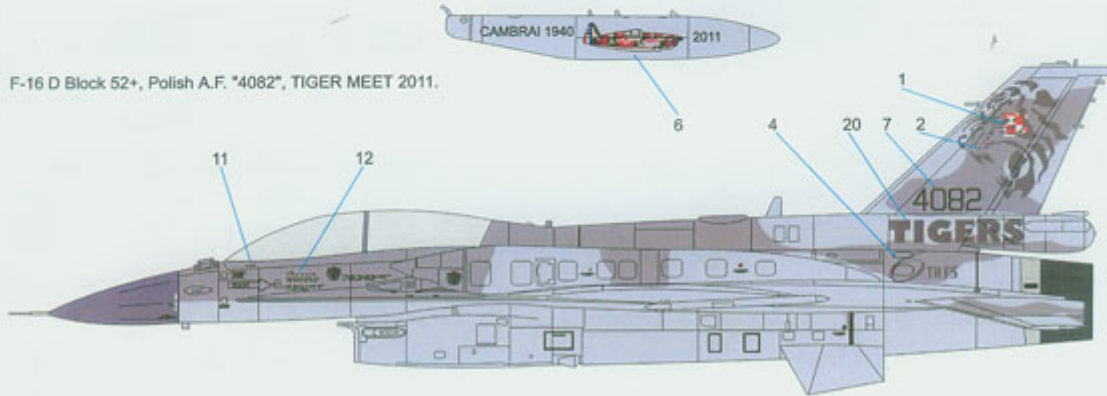 CAMBRAI 1940 2011
F-16 D Block 52+, Polish A.F. "4082", TIGER MEET 2011.
6
1
4 20 7
2
11 12
4082
TIGERS
6 TLF5